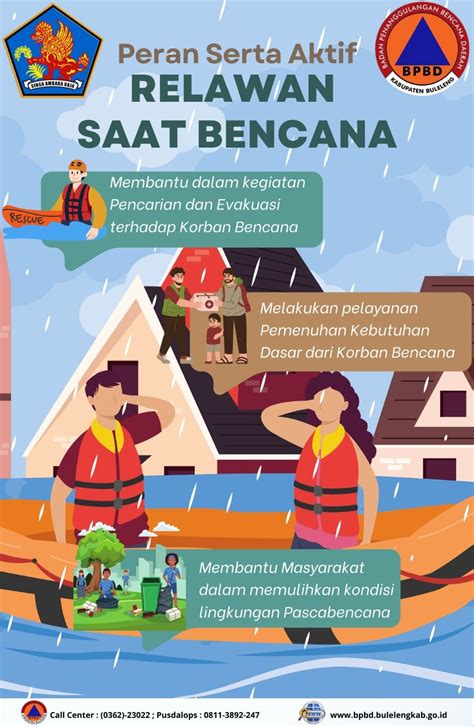 SINGA AMBARA RAJA
BADAN PENANGGULANGAN BENCANA DAERAH
BPBD
KABUPATEN BULELENG
Peran Serta Aktif
RELAWAN
SAAT BENCANA
RESCUE
Membantu dalam kegiatan
Pencarian dan Evakuasi
terhadap Korban Bencana
Melakukan pelayanan
Pemenuhan Kebutuhan
Dasar dari Korban Bencana
Membantu Masyarakat
dalam memulihkan kondisi
lingkungan Pascabencana
Call Center : (0362)-23022 ; Pusdalops : 0811-3892-247
www.bpbd.bulelengkab.go.id